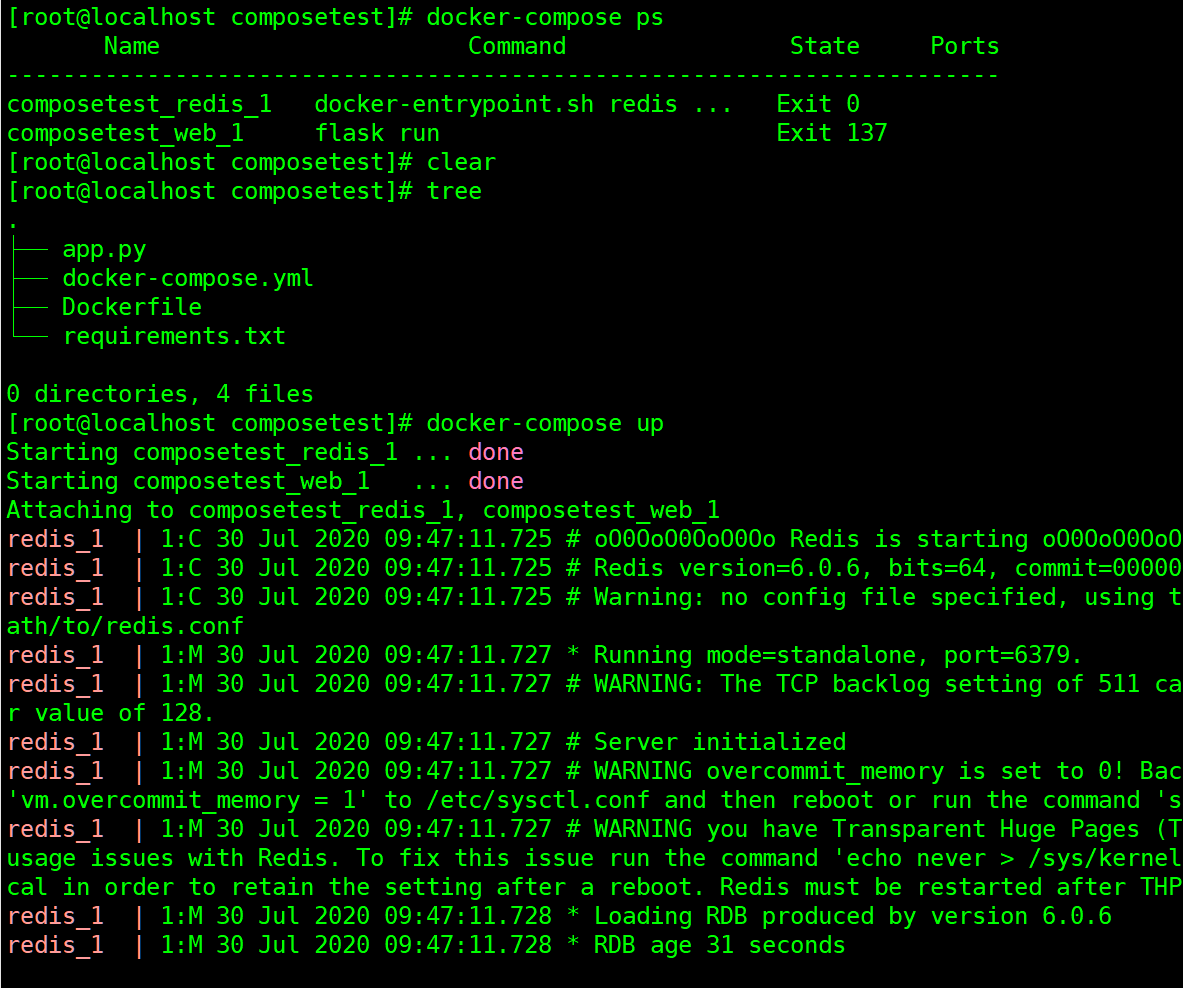 [root@localhost composetest]# docker-compose ps
       Name                      Command                State     Ports
-----------------------------------------------------------------------
composetest_redis_1   docker-entrypoint.sh redis ...   Exit 0
composetest_web_1     flask run                        Exit 137
[root@localhost composetest]# clear
[root@localhost composetest]# tree
.
├── app.py
├── docker-compose.yml
├── Dockerfile
└── requirements.txt

0 directories, 4 files
[root@localhost composetest]# docker-compose up
Starting composetest_redis_1 ... done
Starting composetest_web_1   ... done
Attaching to composetest_redis_1, composetest_web_1
redis_1  | 1:C 30 Jul 2020 09:47:11.725 # oO0OoO0OoO0Oo Redis is starting oO0OoO0OoO
redis_1  | 1:C 30 Jul 2020 09:47:11.725 # Redis version=6.0.6, bits=64, commit=00000
redis_1  | 1:C 30 Jul 2020 09:47:11.725 # Warning: no config file specified, using t
ath/to/redis.conf
redis_1  | 1:M 30 Jul 2020 09:47:11.727 * Running mode=standalone, port=6379.
redis_1  | 1:M 30 Jul 2020 09:47:11.727 # WARNING: The TCP backlog setting of 511 ca
r value of 128.
redis_1  | 1:M 30 Jul 2020 09:47:11.727 # Server initialized
redis_1  | 1:M 30 Jul 2020 09:47:11.727 # WARNING overcommit_memory is set to 0! Bac
'vm.overcommit_memory = 1' to /etc/sysctl.conf and then reboot or run the command 's
redis_1  | 1:M 30 Jul 2020 09:47:11.727 # WARNING you have Transparent Huge Pages (T
usage issues with Redis. To fix this issue run the command 'echo never > /sys/kernel
cal in order to retain the setting after a reboot. Redis must be restarted after THP
redis_1  | 1:M 30 Jul 2020 09:47:11.728 * Loading RDB produced by version 6.0.6
redis_1  | 1:M 30 Jul 2020 09:47:11.728 * RDB age 31 seconds